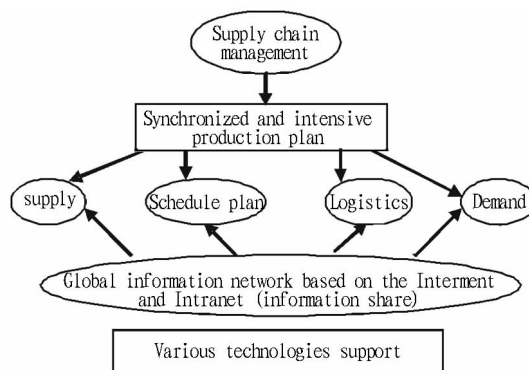 Supply chain
management
Synchronized and intensive
production plan
supply
Schedule plan
Logistics
Demand
Global information network based on the Interment
and Intranet (information share)
Various technologies support